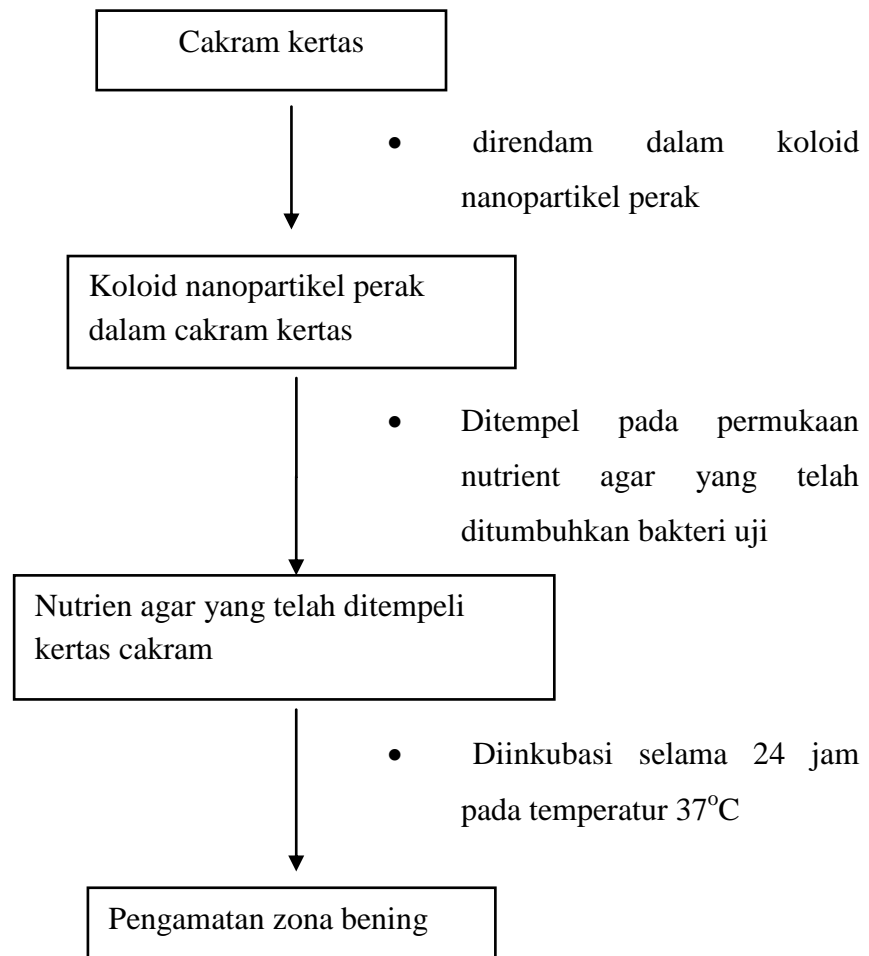 Cakram kertas
• direndam dalam koloid
nanopartikel perak
Koloid nanopartikel perak
dalam cakram kertas
• Ditempel pada permukaan
nutrient agar yang telah
ditumbuhkan bakteri uji
Nutrien agar yang telah ditempeli
kertas cakram
• Diinkubasi selama 24 jam
pada temperatur 37°C
Pengamatan zona bening